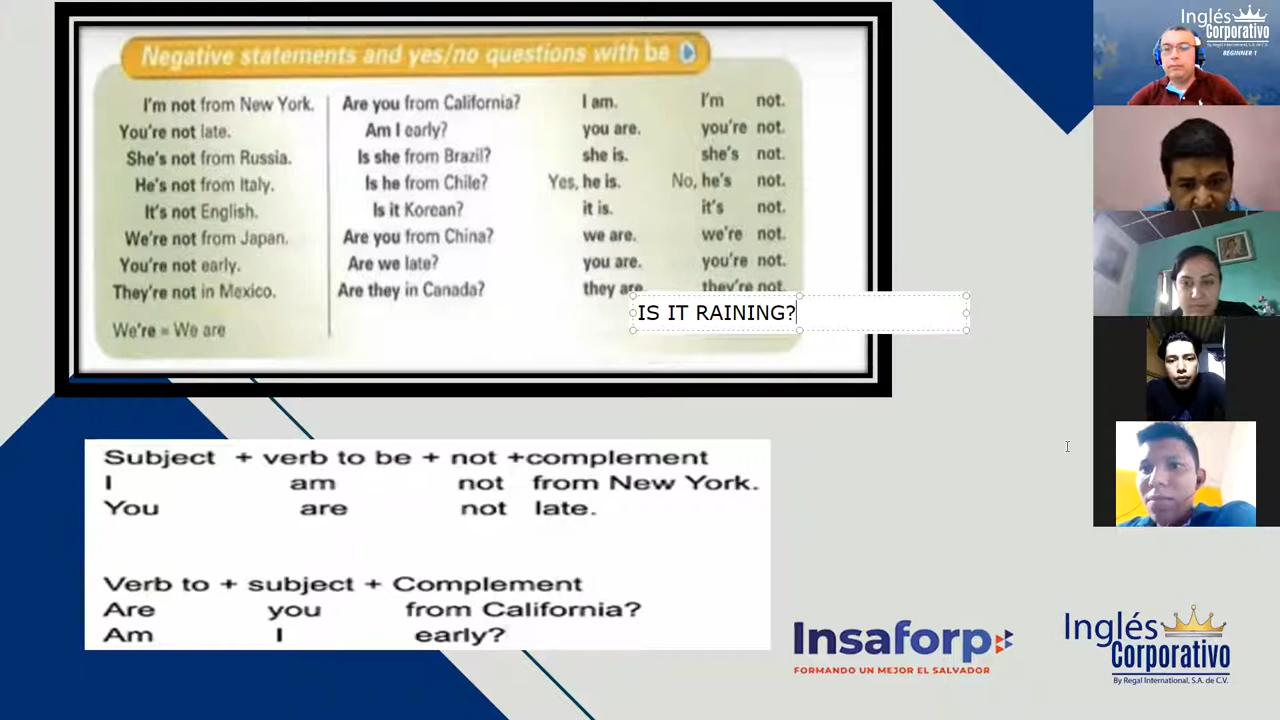 Negative statements and yes/no questions with be
I'm not from New York. Are you from California? I am. I'm not.
You're not late. Am I early? you are. you're not.
She's not from Russia. Is she from Brazil? she is. she's not.
He's not from Italy. Is he from Chile? Yes, he is. No, he's not.
It's not English. Is it Korean? it is. it's not.
We're not from Japan. Are you from China? we are. we're not.
You're not early. Are we late? you are. you're not.
They're not in Mexico. Are they in Canada? they are. they're not.
We're = We are
IS IT RAINING?
Subject + verb to be + not +complement
I am not from New York.
You are not late.
Verb to + subject + Complement
Are you from California?
Am I early?
Insaforp
FORMANDO UN MEJOR EL SALVADOR
Inglés
Corporativo
By Regal International, S.A. de C.V.
Inglés
Corporativo
By Regal International, S.A. de C.V.
BEGINNER 1